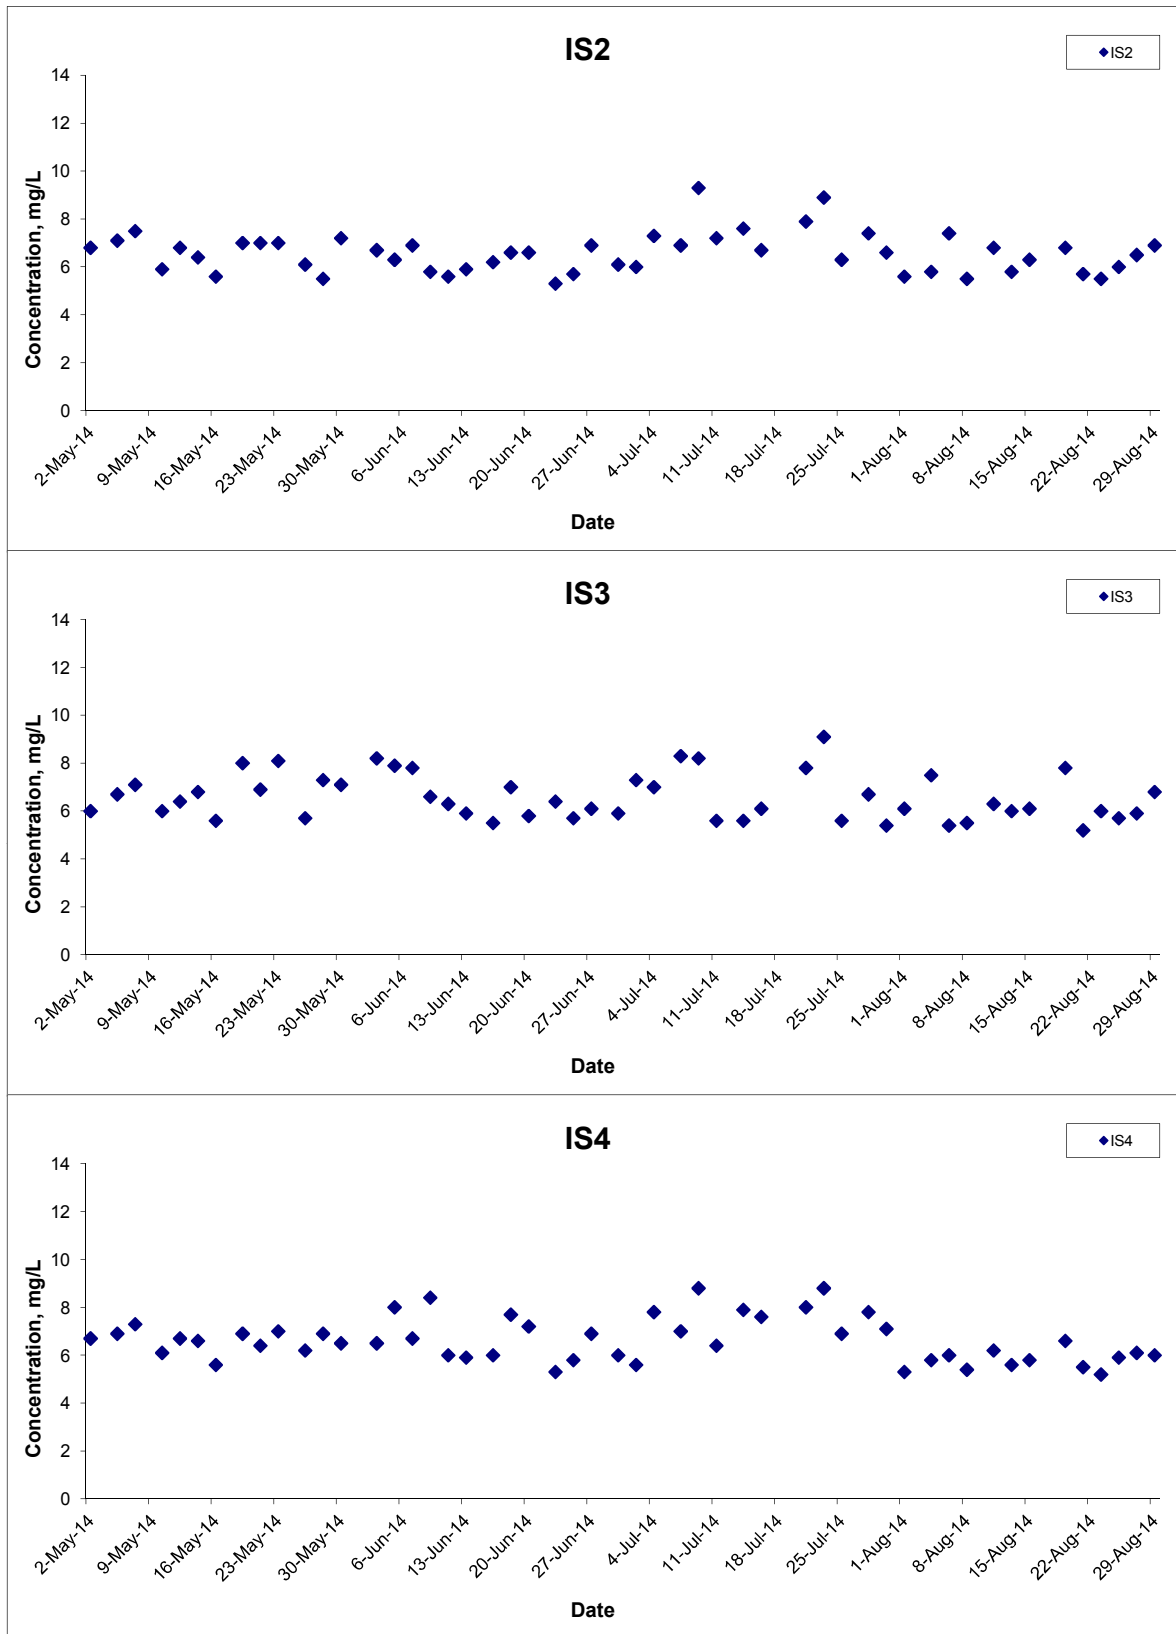 IS2
IS2
14
12
10
8
6
4
2
0
Concentration, mg/L
2-May-14
9-May-14
16-May-14
23-May-14
30-May-14
6-Jun-14
13-Jun-14
20-Jun-14
27-Jun-14
4-Jul-14
11-Jul-14
18-Jul-14
25-Jul-14
1-Aug-14
8-Aug-14
15-Aug-14
22-Aug-14
29-Aug-14
Date
IS3
IS3
14
12
10
8
6
4
2
0
Concentration, mg/L
2-May-14
9-May-14
16-May-14
23-May-14
30-May-14
6-Jun-14
13-Jun-14
20-Jun-14
27-Jun-14
4-Jul-14
11-Jul-14
18-Jul-14
25-Jul-14
1-Aug-14
8-Aug-14
15-Aug-14
22-Aug-14
29-Aug-14
Date
IS4
IS4
14
12
10
8
6
4
2
0
Concentration, mg/L
2-May-14
9-May-14
16-May-14
23-May-14
30-May-14
6-Jun-14
13-Jun-14
20-Jun-14
27-Jun-14
4-Jul-14
11-Jul-14
18-Jul-14
25-Jul-14
1-Aug-14
8-Aug-14
15-Aug-14
22-Aug-14
29-Aug-14
Date